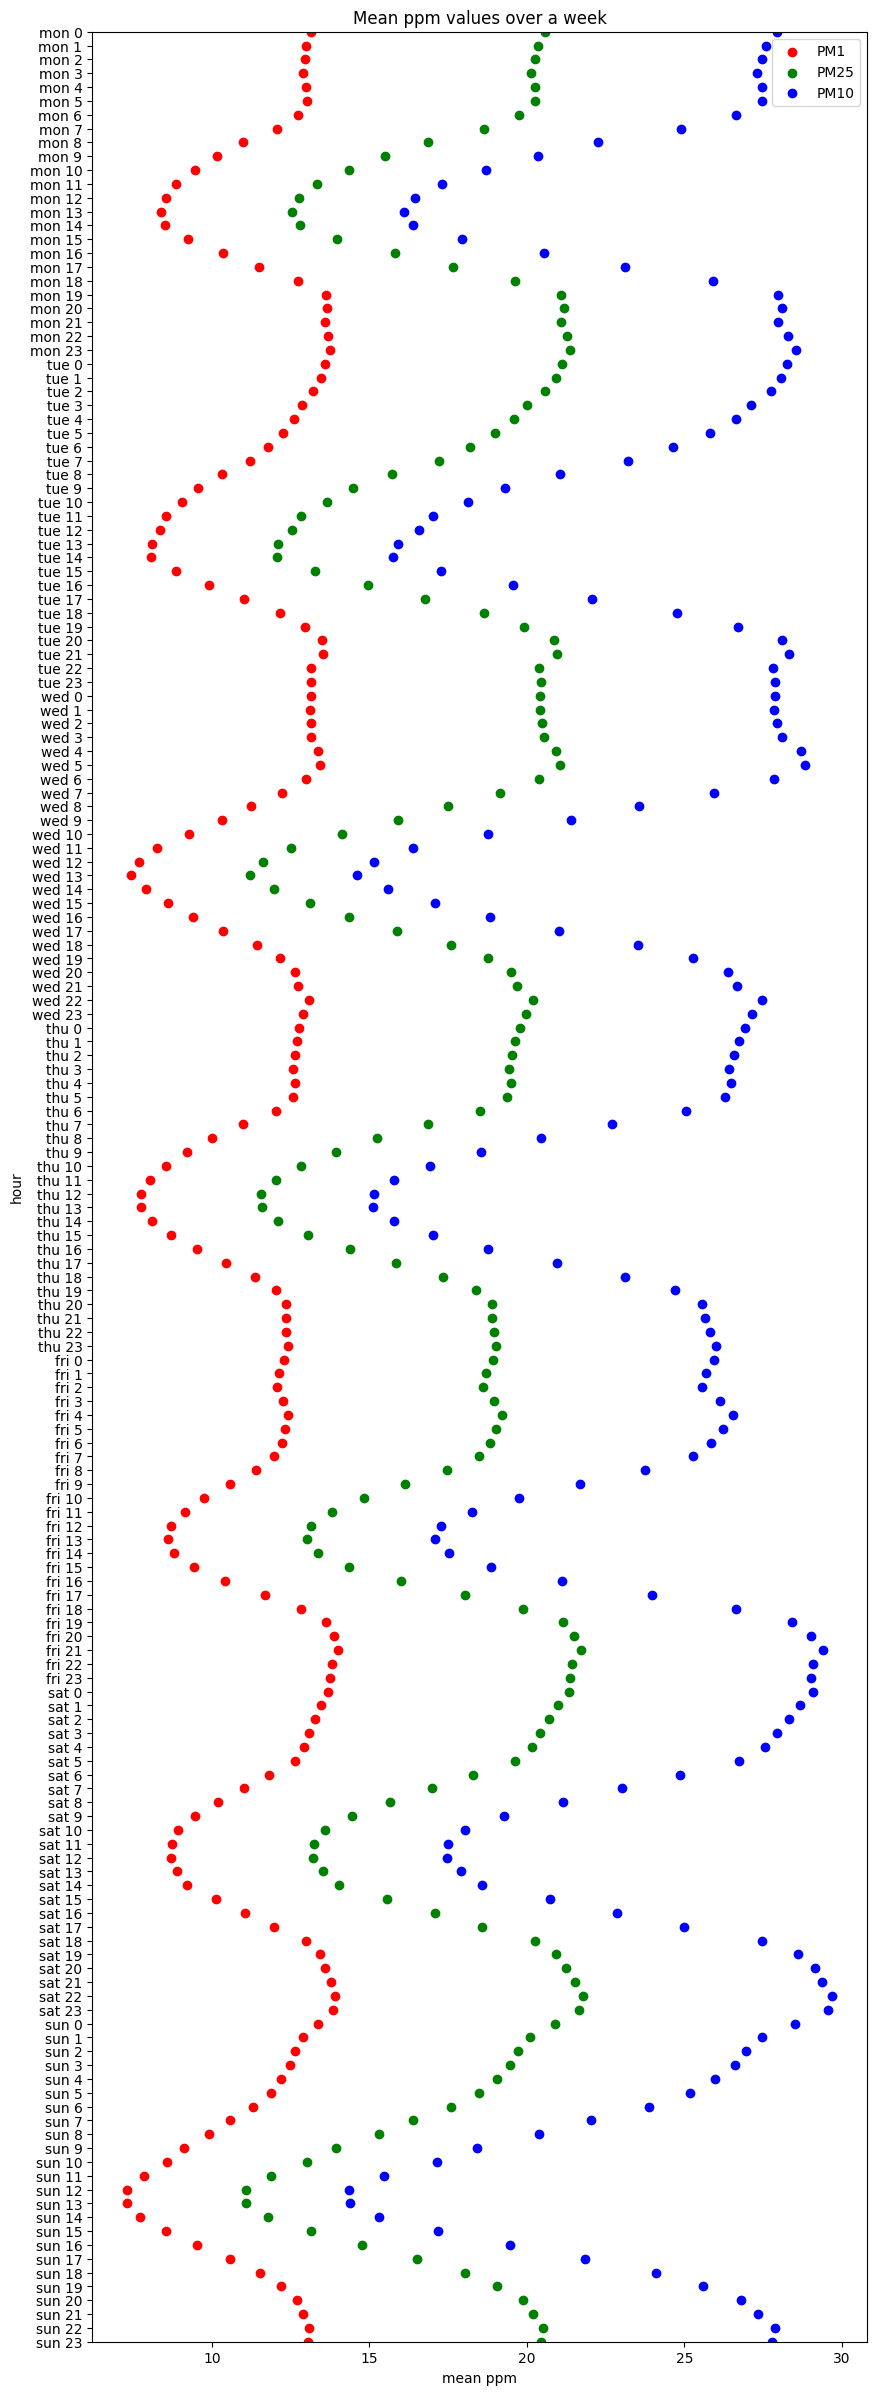 Mean ppm values over a week
PM1
PM25
PM10
mon 0
mon 1
mon 2
mon 3
mon 4
mon 5
mon 6
mon 7
mon 8
mon 9
mon 10
mon 11
mon 12
mon 13
mon 14
mon 15
mon 16
mon 17
mon 18
mon 19
mon 20
mon 21
mon 22
mon 23
tue 0
tue 1
tue 2
tue 3
tue 4
tue 5
tue 6
tue 7
tue 8
tue 9
tue 10
tue 11
tue 12
tue 13
tue 14
tue 15
tue 16
tue 17
tue 18
tue 19
tue 20
tue 21
tue 22
tue 23
wed 0
wed 1
wed 2
wed 3
wed 4
wed 5
wed 6
wed 7
wed 8
wed 9
wed 10
wed 11
wed 12
wed 13
wed 14
wed 15
wed 16
wed 17
wed 18
wed 19
wed 20
wed 21
wed 22
wed 23
thu 0
thu 1
thu 2
thu 3
thu 4
thu 5
thu 6
thu 7
thu 8
thu 9
thu 10
thu 11
thu 12
thu 13
thu 14
thu 15
thu 16
thu 17
thu 18
thu 19
thu 20
thu 21
thu 22
thu 23
fri 0
fri 1
fri 2
fri 3
fri 4
fri 5
fri 6
fri 7
fri 8
fri 9
fri 10
fri 11
fri 12
fri 13
fri 14
fri 15
fri 16
fri 17
fri 18
fri 19
fri 20
fri 21
fri 22
fri 23
sat 0
sat 1
sat 2
sat 3
sat 4
sat 5
sat 6
sat 7
sat 8
sat 9
sat 10
sat 11
sat 12
sat 13
sat 14
sat 15
sat 16
sat 17
sat 18
sat 19
sat 20
sat 21
sat 22
sat 23
sun 0
sun 1
sun 2
sun 3
sun 4
sun 5
sun 6
sun 7
sun 8
sun 9
sun 10
sun 11
sun 12
sun 13
sun 14
sun 15
sun 16
sun 17
sun 18
sun 19
sun 20
sun 21
sun 22
sun 23
hour
10 15 20 25 30
mean ppm